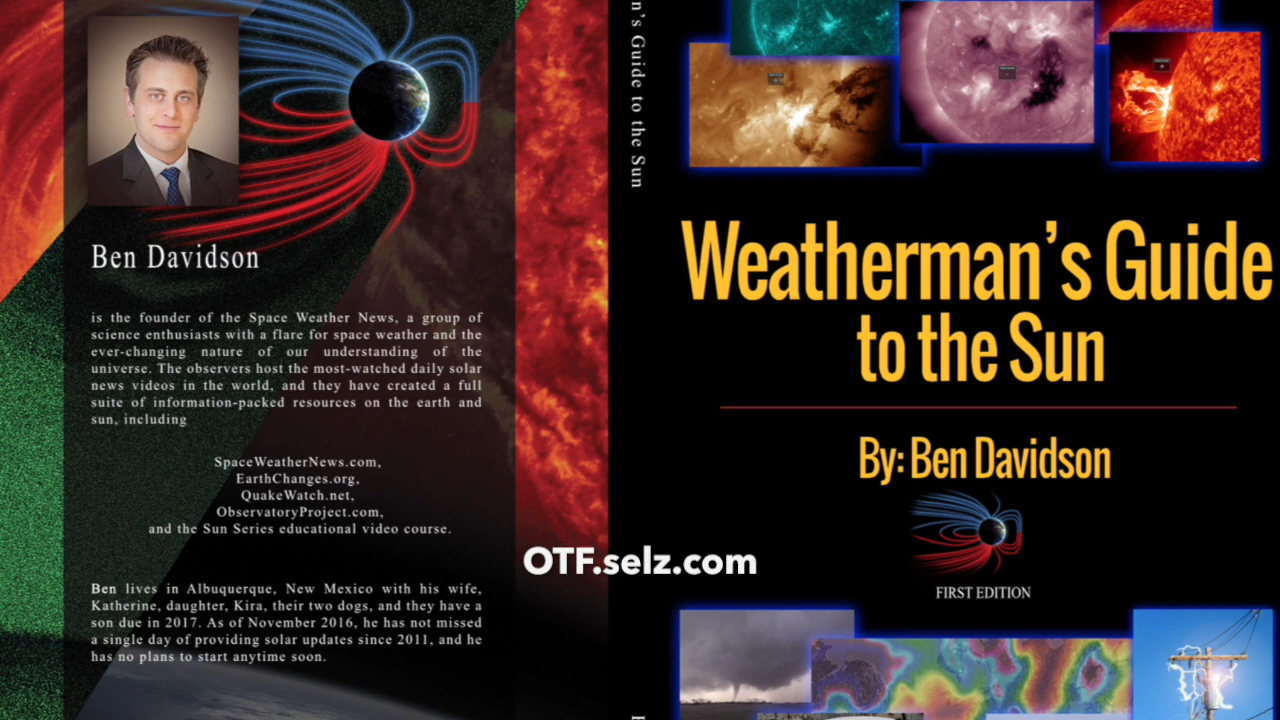 Ben Davidson
is the founder of the Space Weather News, a group of
science enthusiasts with a flare for space weather and the
ever-changing nature of our understanding of the
universe. The observers host the most-watched daily solar
news videos in the world, and they have created a full
suite of information-packed resources on the earth and
sun, including
SpaceWeatherNews.com,
EarthChanges.org,
QuakeWatch.net,
ObservatoryProject.com,
and the Sun Series educational video course.
Ben lives in Albuquerque, New Mexico with his wife,
Katherine, daughter, Kira, their two dogs, and they have a
son due in 2017. As of November 2016, he has not missed
a single day of providing solar updates since 2011, and he
has no plans to start anytime soon.
n's Guide to the Sun
Weatherman's Guide
to the Sun
By: Ben Davidson
FIRST EDITION
OTF.selz.com